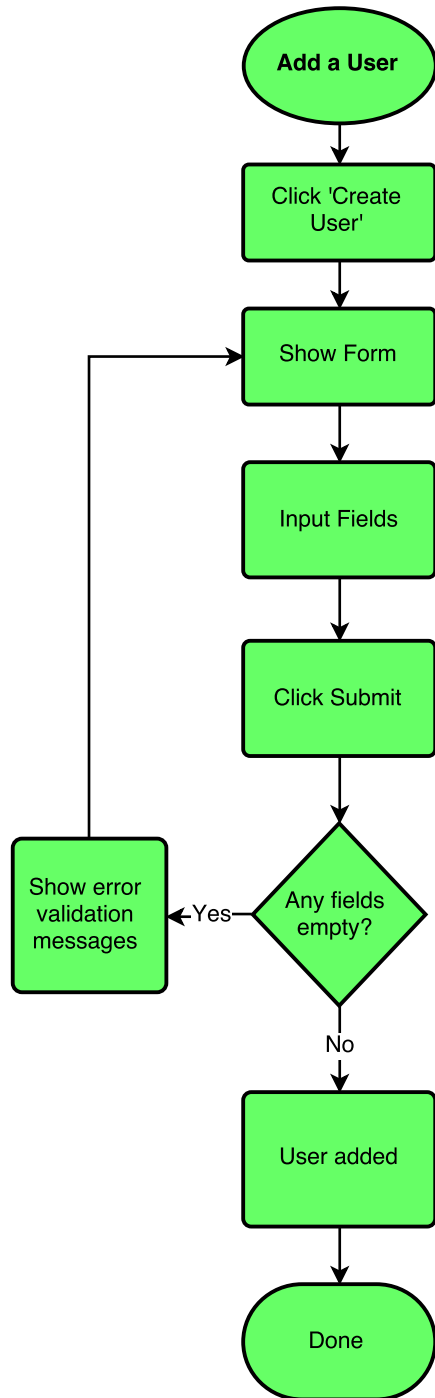 Add a User
Click 'Create
User'
Show Form
Input Fields
Click Submit
Any fields
empty?
Yes
Show error
validation
messages
No
User added
Done